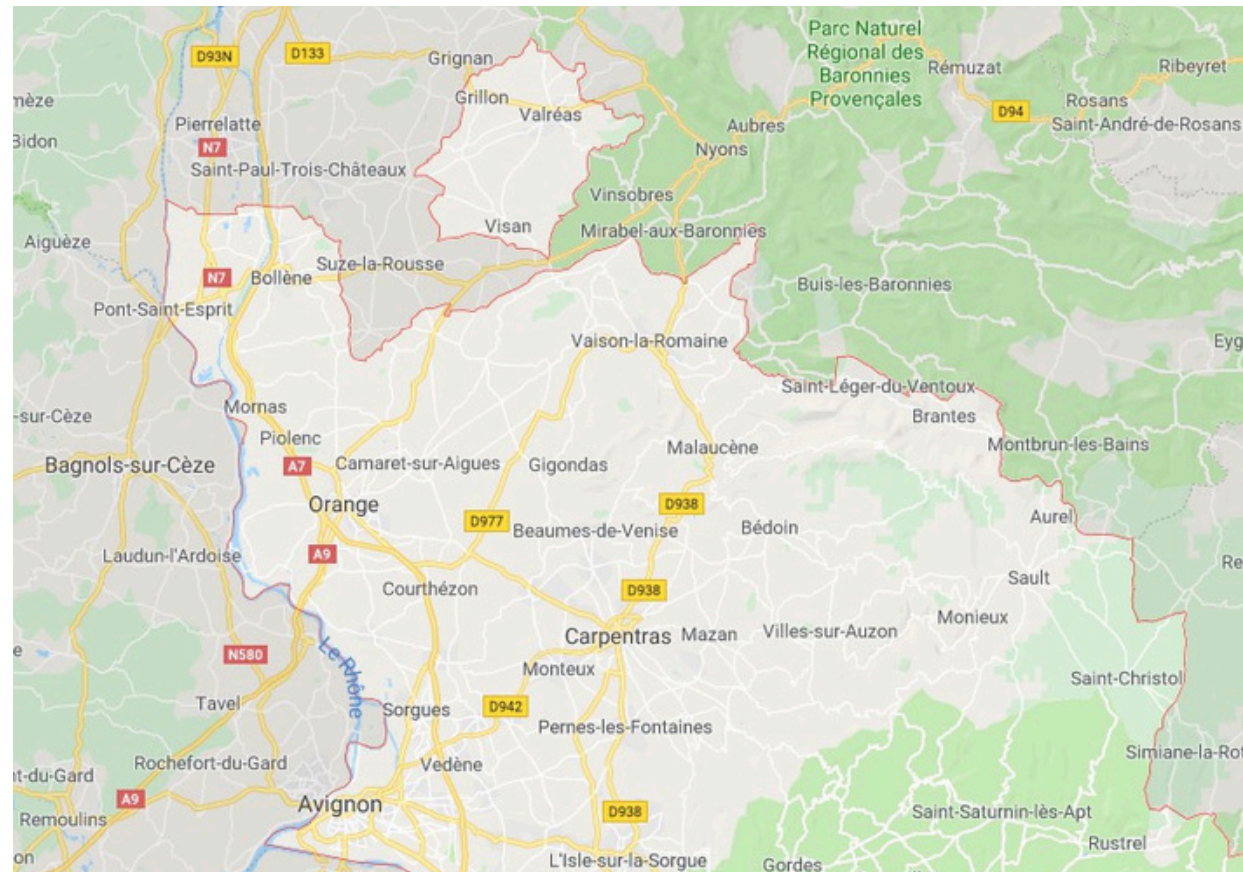 Parc Naturel
Régional des
Baronnies
Provençales
D93N
D133
Grignan
Rémuzat
Ribeyret
mèze
Grillon
Valréas
D94
Rosans
Pierrelatte
Aubres
Saint-André-de-Rosans
Bidon
N7
Nyons
Saint-Paul-Trois-Châteaux
Vinsobres
Visan
Mirabel-aux-Baronnies
Aiguèze
Suze-la-Rousse
N7
Bollène
Buis-les-Baronnies
Pont-Saint-Esprit
Vaison-la-Romaine
Eyg
Saint-Léger-du-Ventoux
-sur-Cèze
Mornas
Brantes
Piolenc
Malaucène
Montbrun-les-Bains
Bagnols-sur-Cèze
A7
Camaret-sur-Aigues
Gigondas
Orange
D938
D977
Beaumes-de-Venise
Bédoin
Aurel
Laudun-l'Ardoise
A9
Re
Courthézon
D938
Sault
Monieux
Carpentras
Mazan
Villes-sur-Auzon
e
N580
Le Rhône
Monteux
Saint-Christol
Tavel
Sorgues
D942
Pernes-les-Fontaines
Simiane-la-Rot
Rochefort-du-Gard
Vedène
nt-du-Gard
A9
Avignon
Remoulins
D938
Saint-Saturnin-lès-Apt
Rustrel
on
L'Isle-sur-la-Sorgue
Gordes